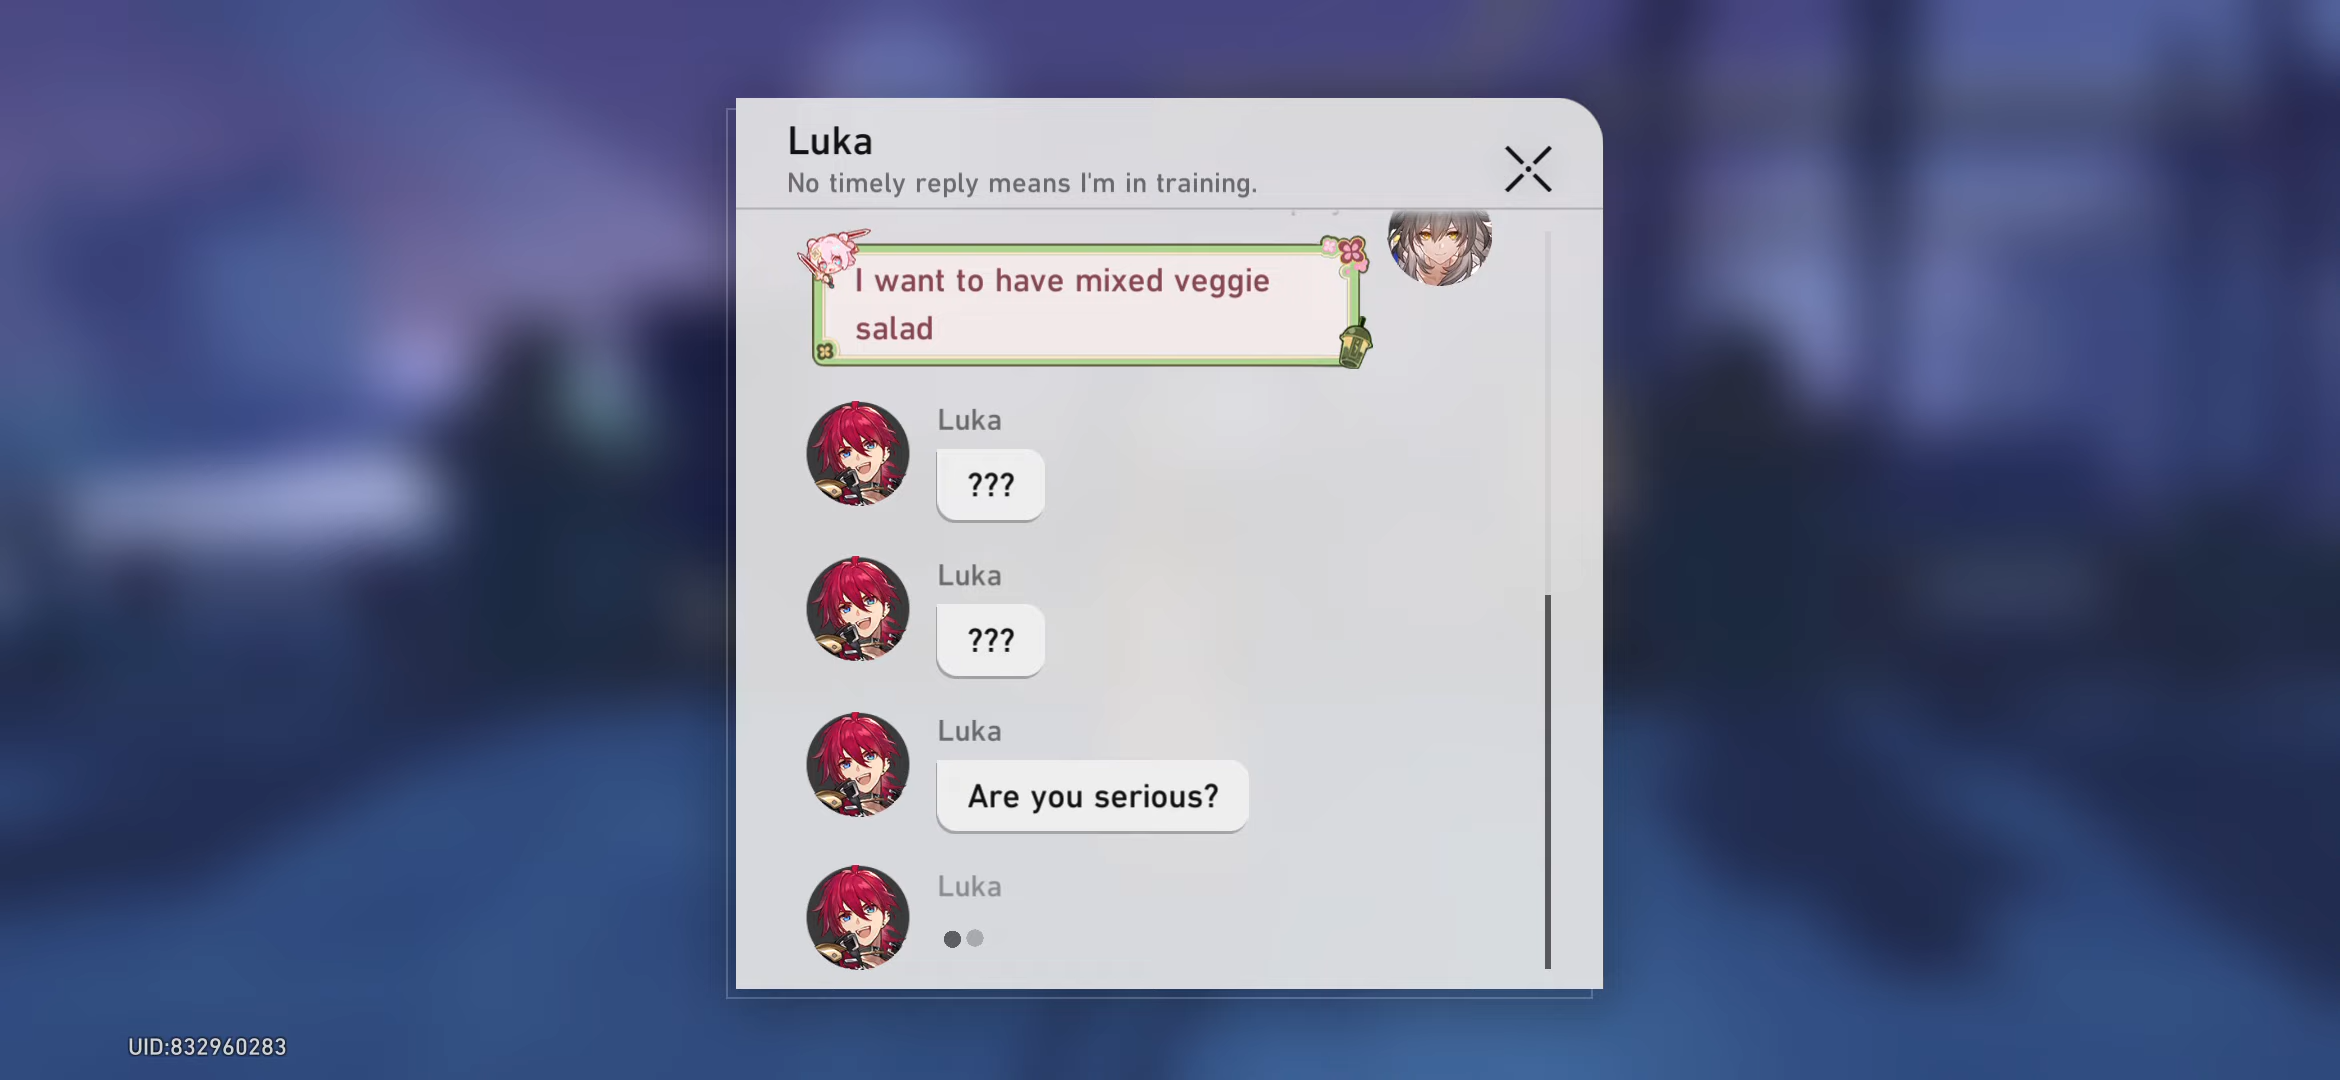 Luka
No timely reply means I'm in training.
I want to have mixed veggie
salad
Luka
???
Luka
???
Luka
Are you serious?
Luka
UID:832960283